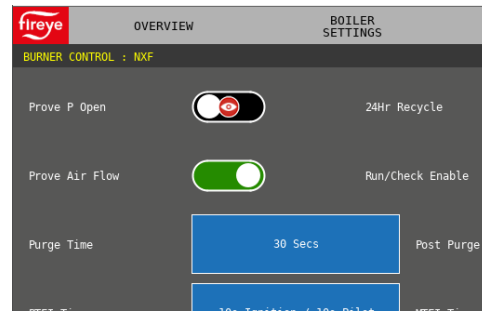 fireye
OVERVIEW
BOILER
SETTINGS
BURNER CONTROL : NXF
Prove P Open
24Hr Recycle
Prove Air Flow
Run/Check Enable
Purge Time
30 Secs
Post Purge